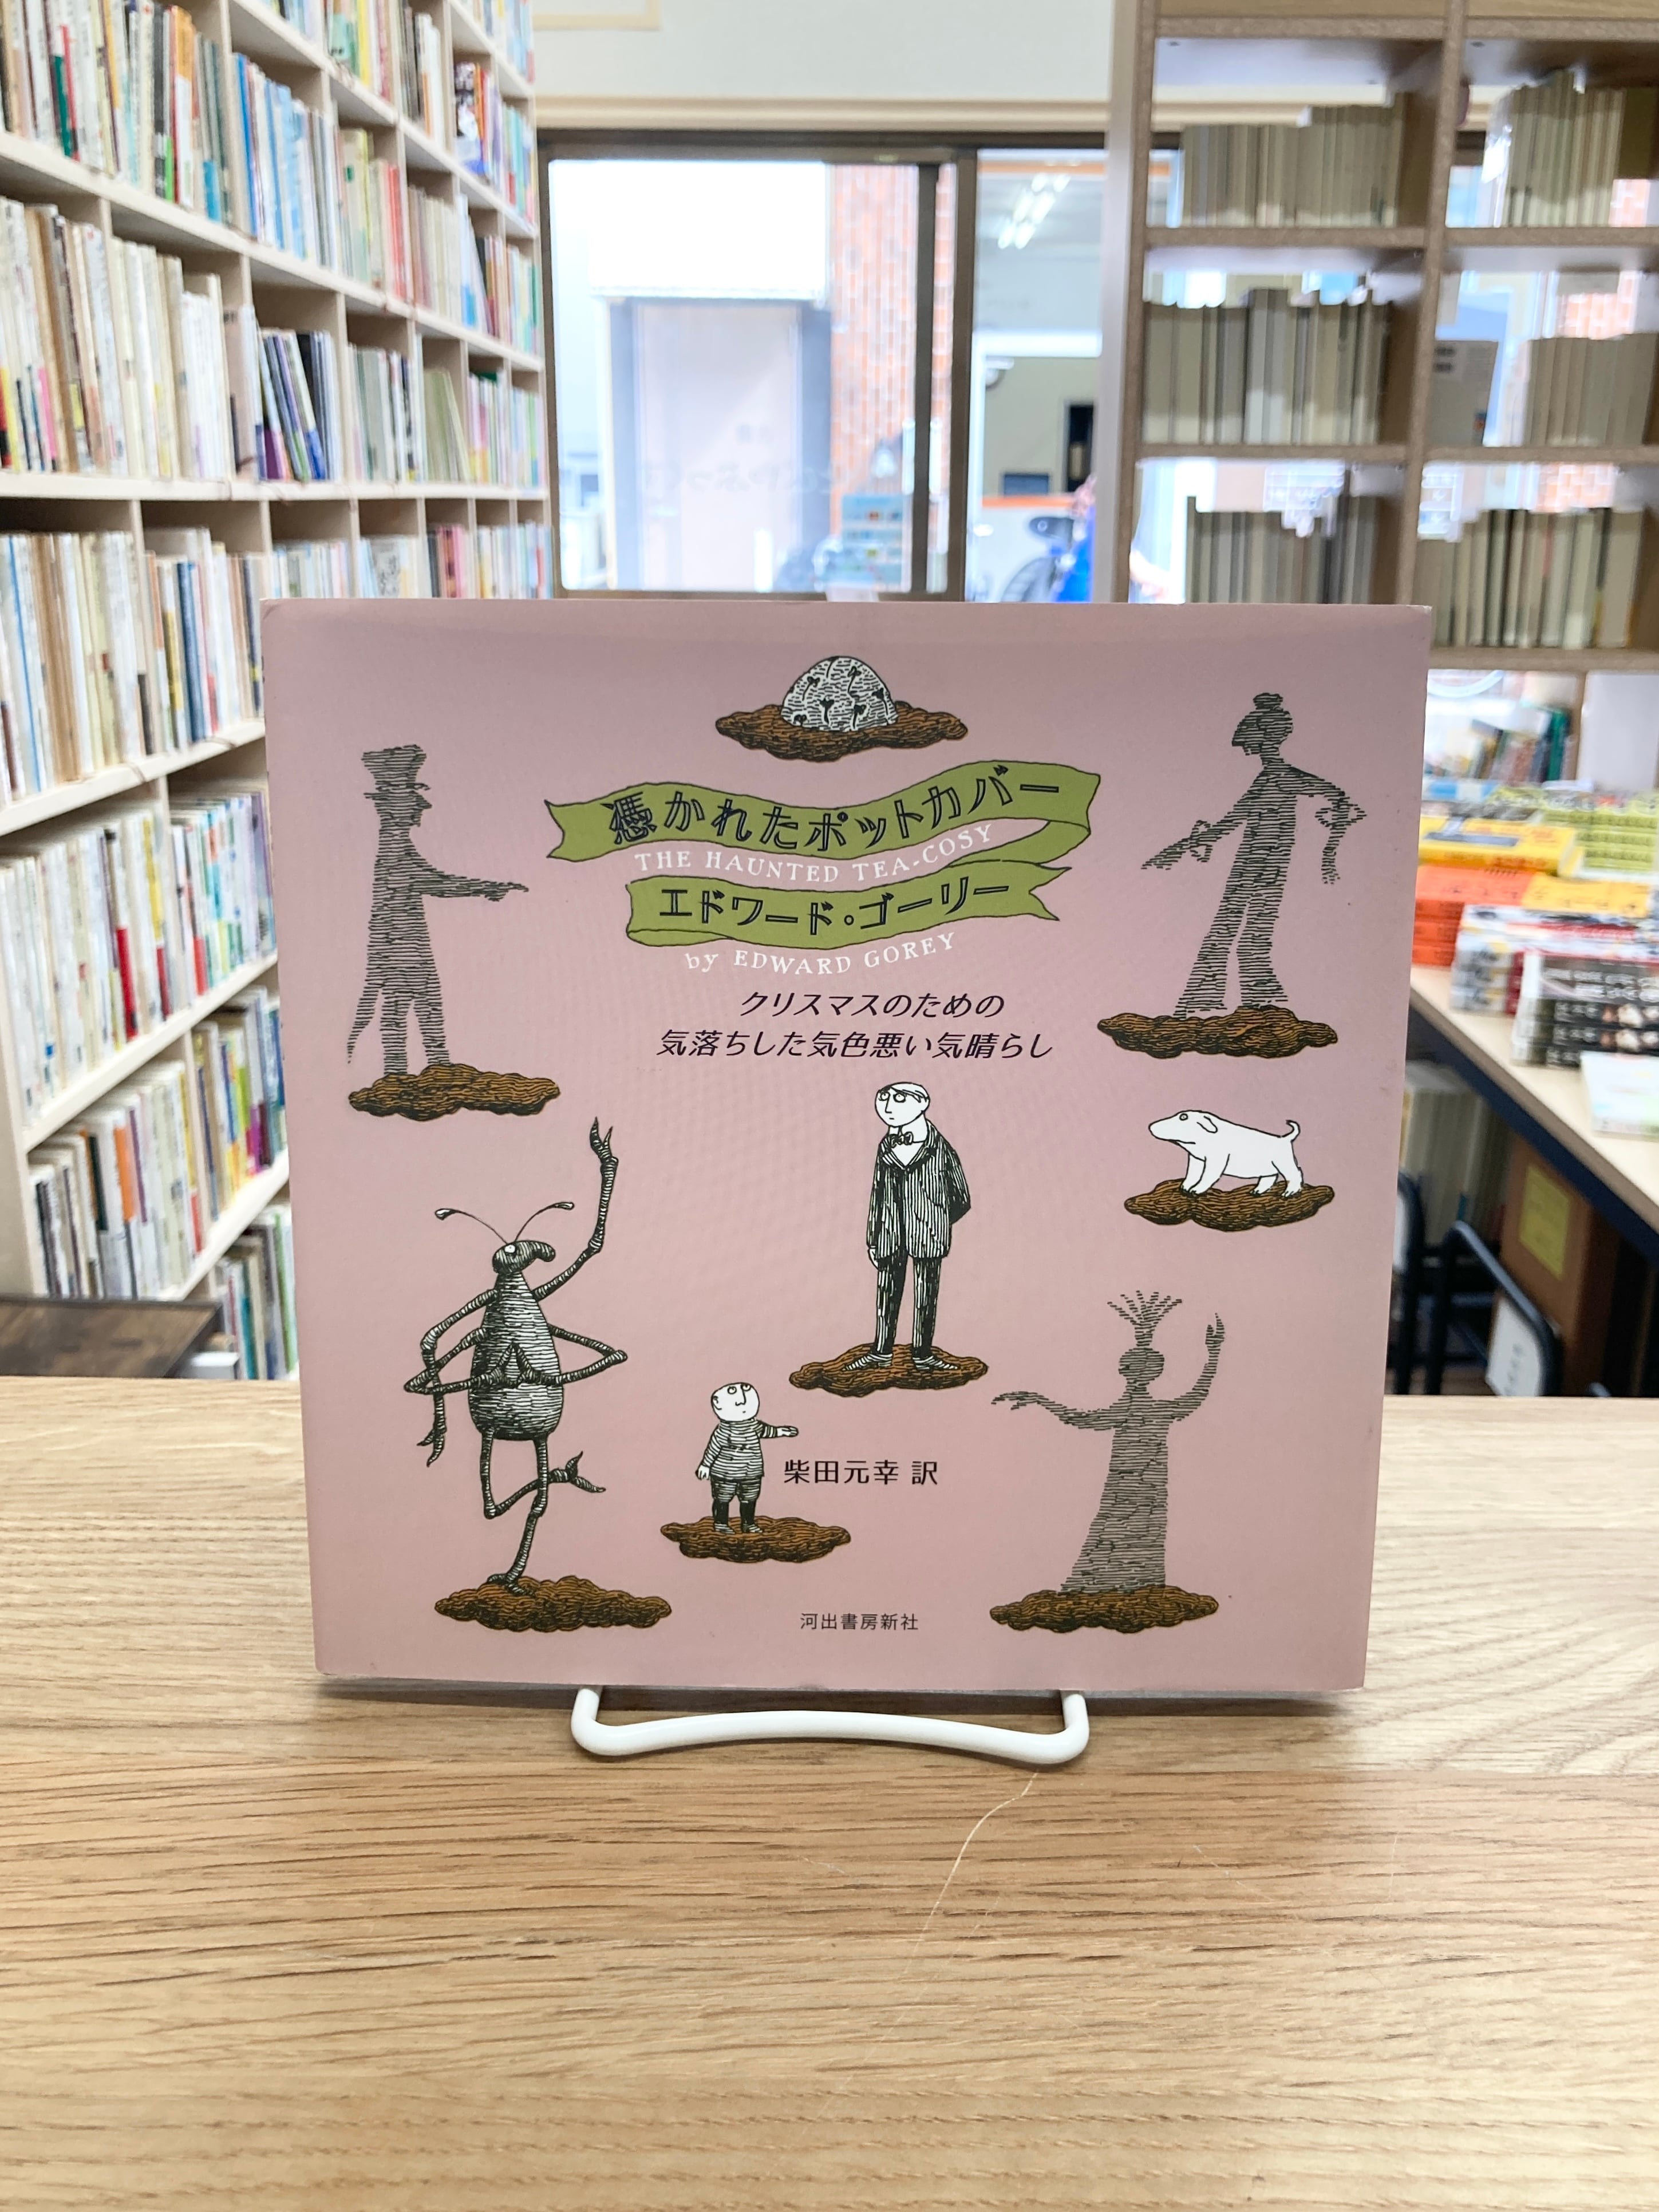 憑かれたポットカバー
THE HAUNTED TEA-COSY
エドワード・ゴーリー
by EDWARD GOREY
クリスマスのための
気落ちした気色悪い気晴らし
柴田元幸 訳
河出書房新社